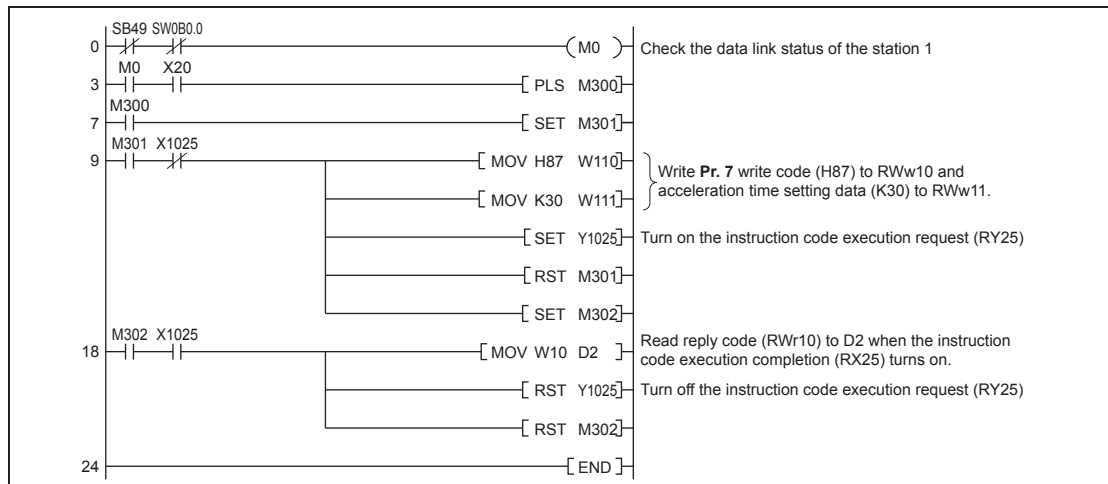 SB49 SW0B0.0
0 M0 Check the data link status of the station 1
M0 X20
3 PLS M300
M300
7 SET M301
M301 X1025
9 MOV H87 W110
Write Pr. 7 write code (H87) to RWw10 and
acceleration time setting data (K30) to RWw11.
MOV K30 W111
SET Y1025 Turn on the instruction code execution request (RY25)
RST M301
SET M302
M302 X1025
18 MOV W10 D2
Read reply code (RWr10) to D2 when the instruction
code execution completion (RX25) turns on.
RST Y1025 Turn off the instruction code execution request (RY25)
RST M302
24 END